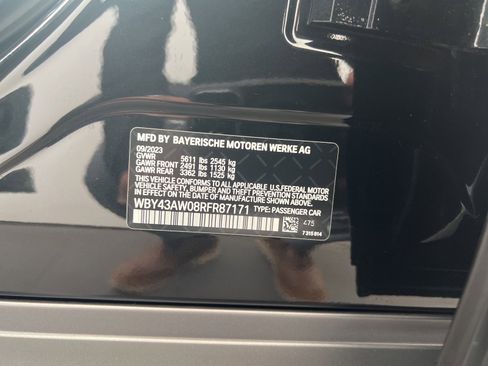 MFD BY BAYERISCHE MOTOREN WERKE AG
09/2023
GVWR 5611 lbs 2545 kg
GAWR FRONT 2491 lbs 1130 kg
GAWR REAR 3362 lbs 1525 kg
THIS VEHICLE CONFORMS TO ALL APPLICABLE U.S. FEDERAL MOTOR
VEHICLE SAFETY, BUMPER, AND THEFT PREVENTION STANDARDS IN
EFFECT ON THE DATE OF MANUFACTURE SHOWN ABOVE.
WBY43AW08RFR87171 TYPE: PASSENGER CAR
475
7315814